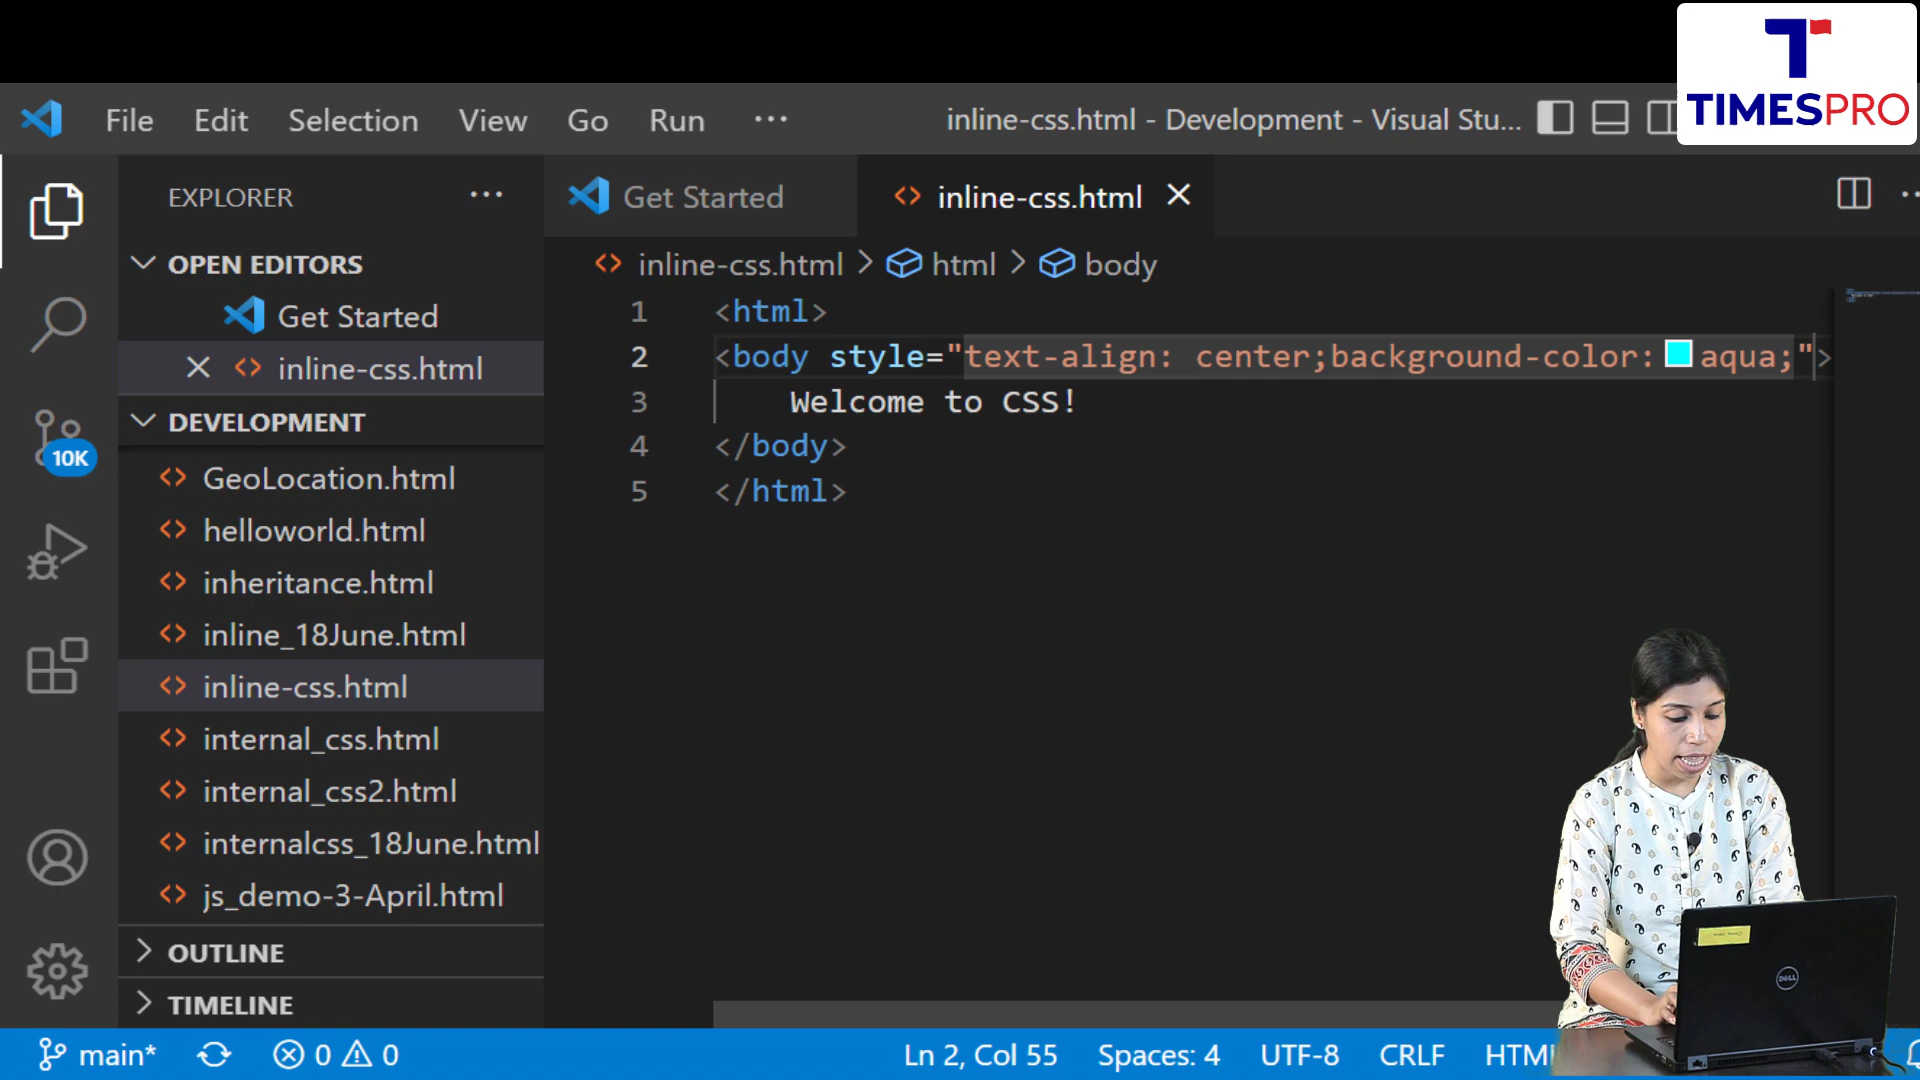 TIMESPRO
File Edit Selection View Go Run ··· inline-css.html - Development - Visual Stu...
EXPLORER ···
OPEN EDITORS
Get Started
inline-css.html
DEVELOPMENT
GeoLocation.html
helloworld.html
inheritance.html
inline_18June.html
inline-css.html
internal_css.html
internal_css2.html
internalcss_18June.html
js_demo-3-April.html
OUTLINE
TIMELINE
10K
Get Started inline-css.html
inline-css.html > html > body
1 <html>
2 <body style="text-align: center;background-color:aqua;">
3 Welcome to CSS!
4 </body>
5 </html>
main* 0 0 Ln 2, Col 55 Spaces: 4 UTF-8 CRLF HTM
DELL